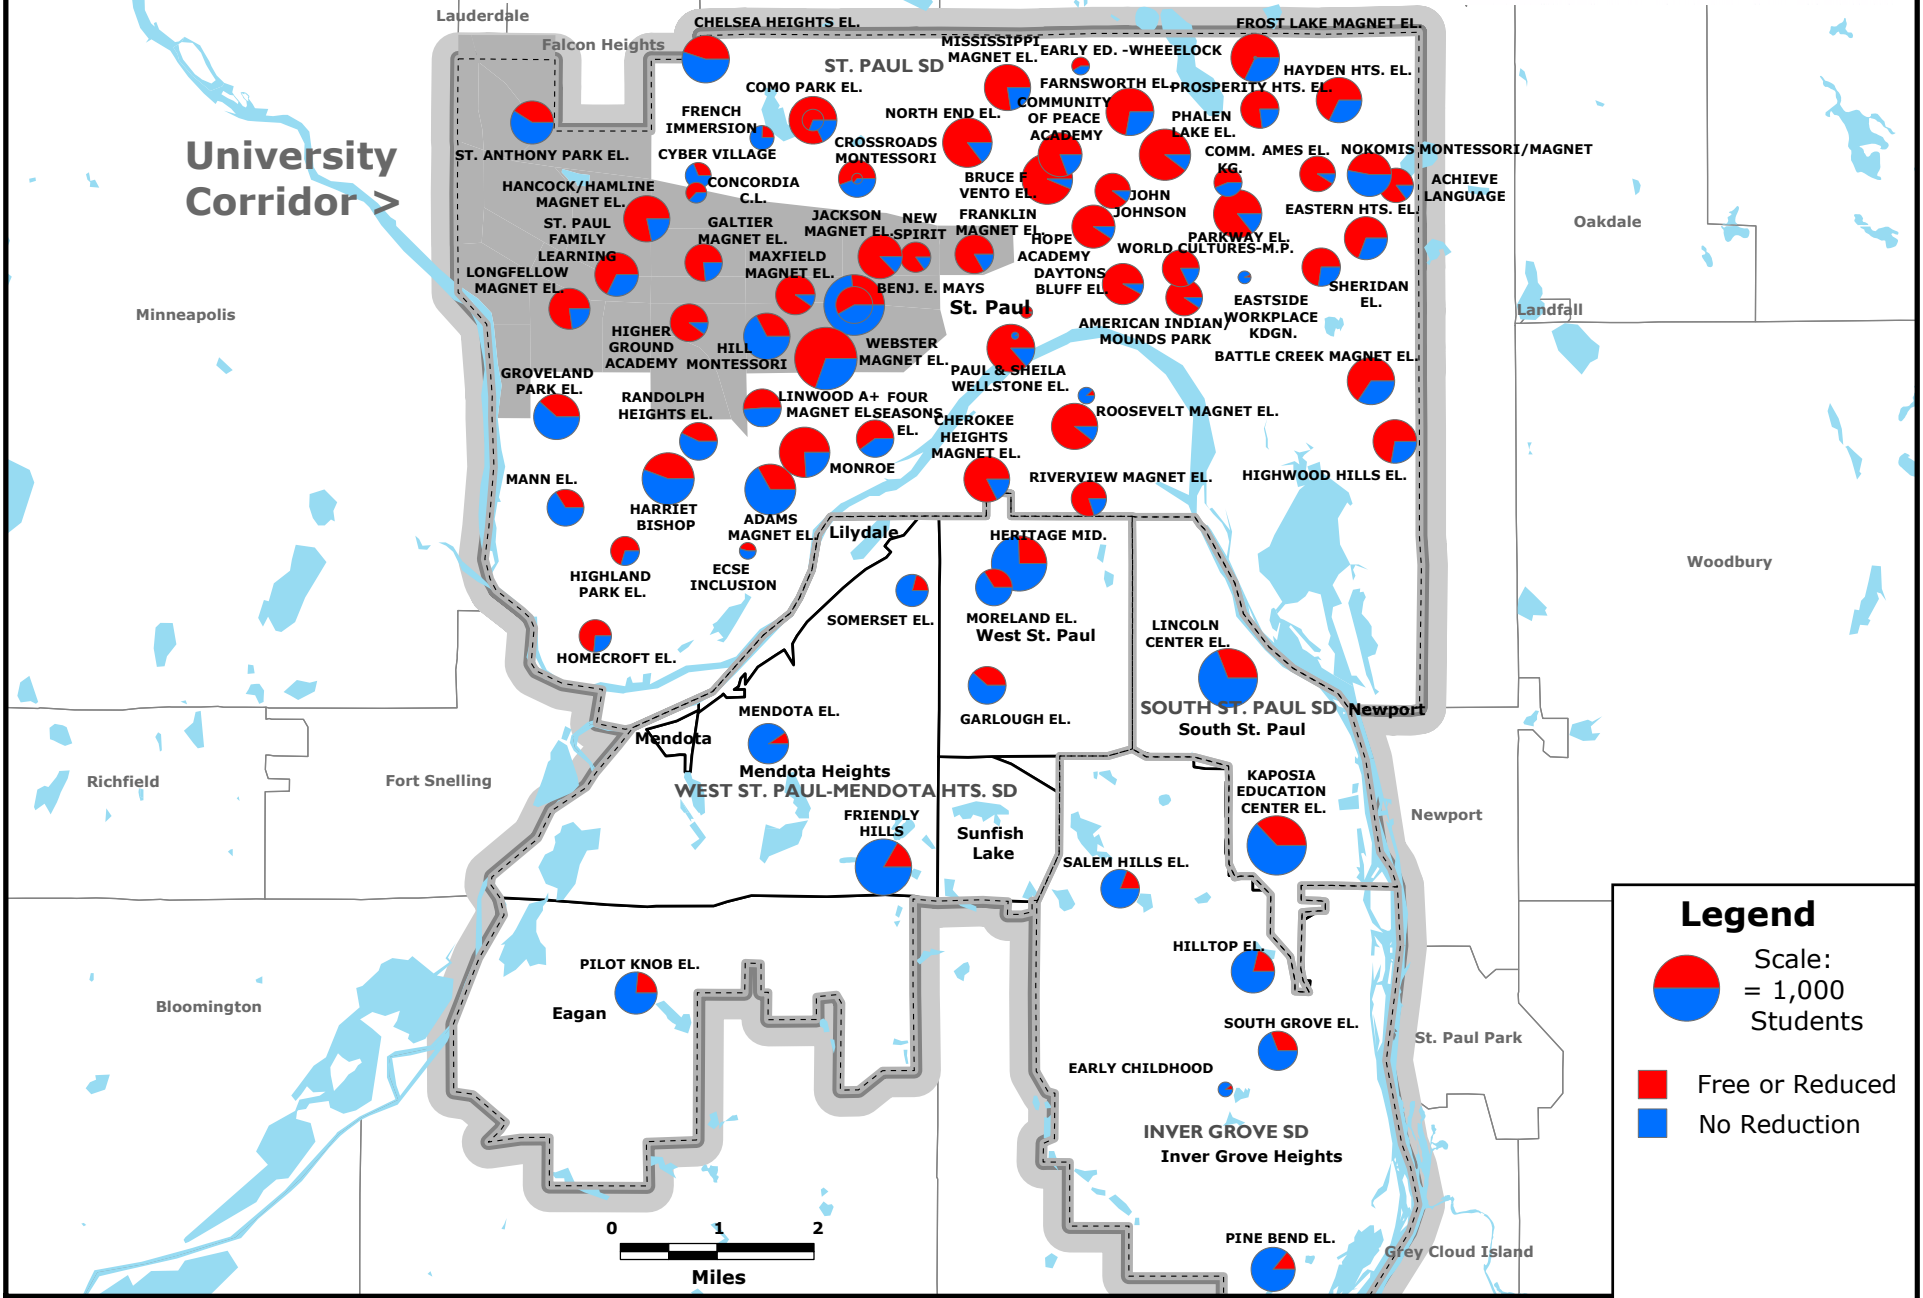 Lauderdale
CHELSEA HEIGHTS EL.
FROST LAKE MAGNET EL.
Falcon Heights
MISSISSIPPI
MAGNET EL.
EARLY ED. -WHEEELOCK
ST. PAUL SD
HAYDEN HTS. EL.
COMO PARK EL.
FARNSWORTH EL.
PROSPERITY HTS. EL.
FRENCH
IMMERSION
NORTH END EL.
COMMUNITY
OF PEACE
ACADEMY
PHALEN
LAKE EL.
University
Corridor >
ST. ANTHONY PARK EL.
CYBER VILLAGE
CROSSROADS
MONTESSORI
COMM.
KG.
AMES EL.
NOKOMIS MONTESSORI/MAGNET
HANCOCK/HAMLINE
MAGNET EL.
CONCORDIA
C.L.
BRUCE F
VENTO EL.
JOHN
JOHNSON
ACHIEVE
LANGUAGE
ST. PAUL
FAMILY
LEARNING
GALTIER
MAGNET EL.
JACKSON
MAGNET EL.
NEW
SPIRIT
FRANKLIN
MAGNET EL.
EASTERN HTS. EL.
Oakdale
HOPE
ACADEMY
PARKWAY EL.
WORLD CULTURES-M.P.
LONGFELLOW
MAGNET EL.
MAXFIELD
MAGNET EL.
DAYTONS
BLUFF EL.
BENJ. E. MAYS
SHERIDAN
EL.
Minneapolis
St. Paul
EASTSIDE
WORKPLACE
KDGN.
Landfall
HIGHER
GROUND
ACADEMY
HILL
MONTESSORI
WEBSTER
MAGNET EL.
AMERICAN INDIAN/
MOUNDS PARK
BATTLE CREEK MAGNET EL.
GROVELAND
PARK EL.
PAUL & SHEILA
WELLSTONE EL.
RANDOLPH
HEIGHTS EL.
LINWOOD A+
MAGNET EL.
FOUR
SEASONS
EL.
CHEROKEE
HEIGHTS
MAGNET EL.
ROOSEVELT MAGNET EL.
MONROE
MANN EL.
RIVERVIEW MAGNET EL.
HIGHWOOD HILLS EL.
HARRIET
BISHOP
ADAMS
MAGNET EL.
Lilydale
HERITAGE MID.
HIGHLAND
PARK EL.
ECSE
INCLUSION
Woodbury
SOMERSET EL.
MORELAND EL.
West St. Paul
LINCOLN
CENTER EL.
HOMECROFT EL.
MENDOTA EL.
GARLOUGH EL.
SOUTH ST. PAUL SD
South St. Paul
Newport
Mendota
Mendota Heights
WEST ST. PAUL-MENDOTA HTS. SD
Richfield
Fort Snelling
KAPOSIA
EDUCATION
CENTER EL.
Newport
FRIENDLY
HILLS
Sunfish
Lake
SALEM HILLS EL.
HILLTOP EL.
PILOT KNOB EL.
Eagan
Bloomington
SOUTH GROVE EL.
St. Paul Park
EARLY CHILDHOOD
INVER GROVE SD
Inver Grove Heights
PINE BEND EL.
Grey Cloud Island
0 1 2
Miles
Legend
Scale:
= 1,000
Students
Free or Reduced
No Reduction